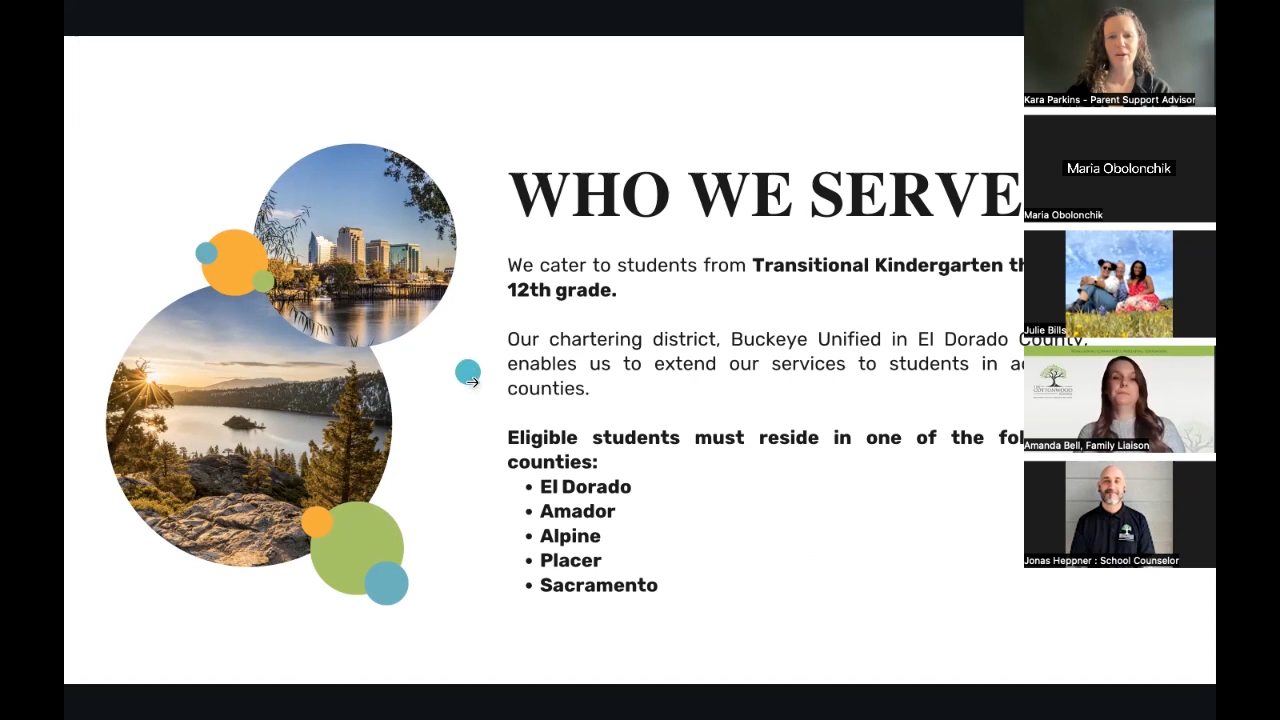 WHO WE SERVE
We cater to students from Transitional Kindergarten
12th grade.
Our chartering district, Buckeye Unified in El Dorado County,
enables us to extend our services to students in
counties.
Eligible students must reside in one of the
counties:
• El Dorado
• Amador
• Alpine
• Placer
• Sacramento
Kara Parkins - Parent Support Advisor
Maria Obolonchik
Maria Obolonchik
Julie Bills
Amanda Bell, Family Liaison
Jonas Heppner : School Counselor